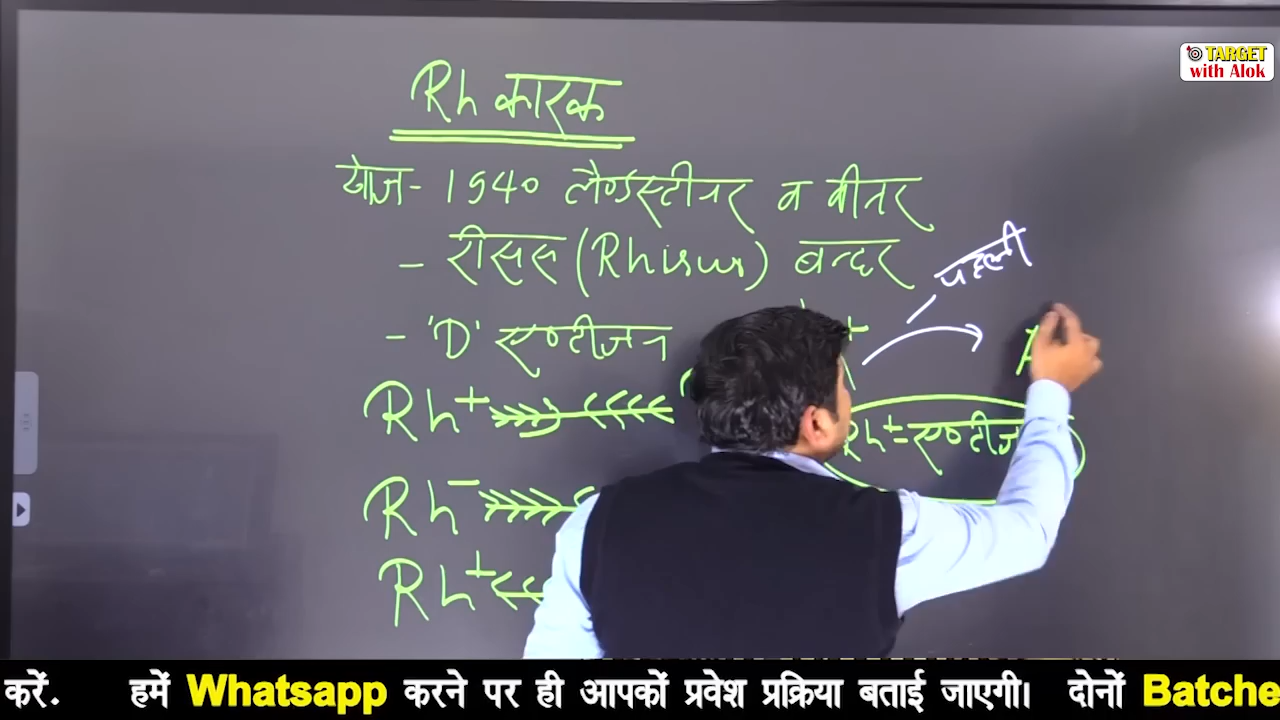 TARGET
with Alok
Rh कारक
खोज - 1940 लैण्डस्टीनर व वीनर
- रीसस (Rhisus) बन्दर
पहली
- 'D' एण्टीजन
Rh+
Rh+ = एण्टीज
Rh-
Rh+
करें. हमें Whatsapp करने पर ही आपकों प्रवेश प्रक्रिया बताई जाएगी। दोनों Batche